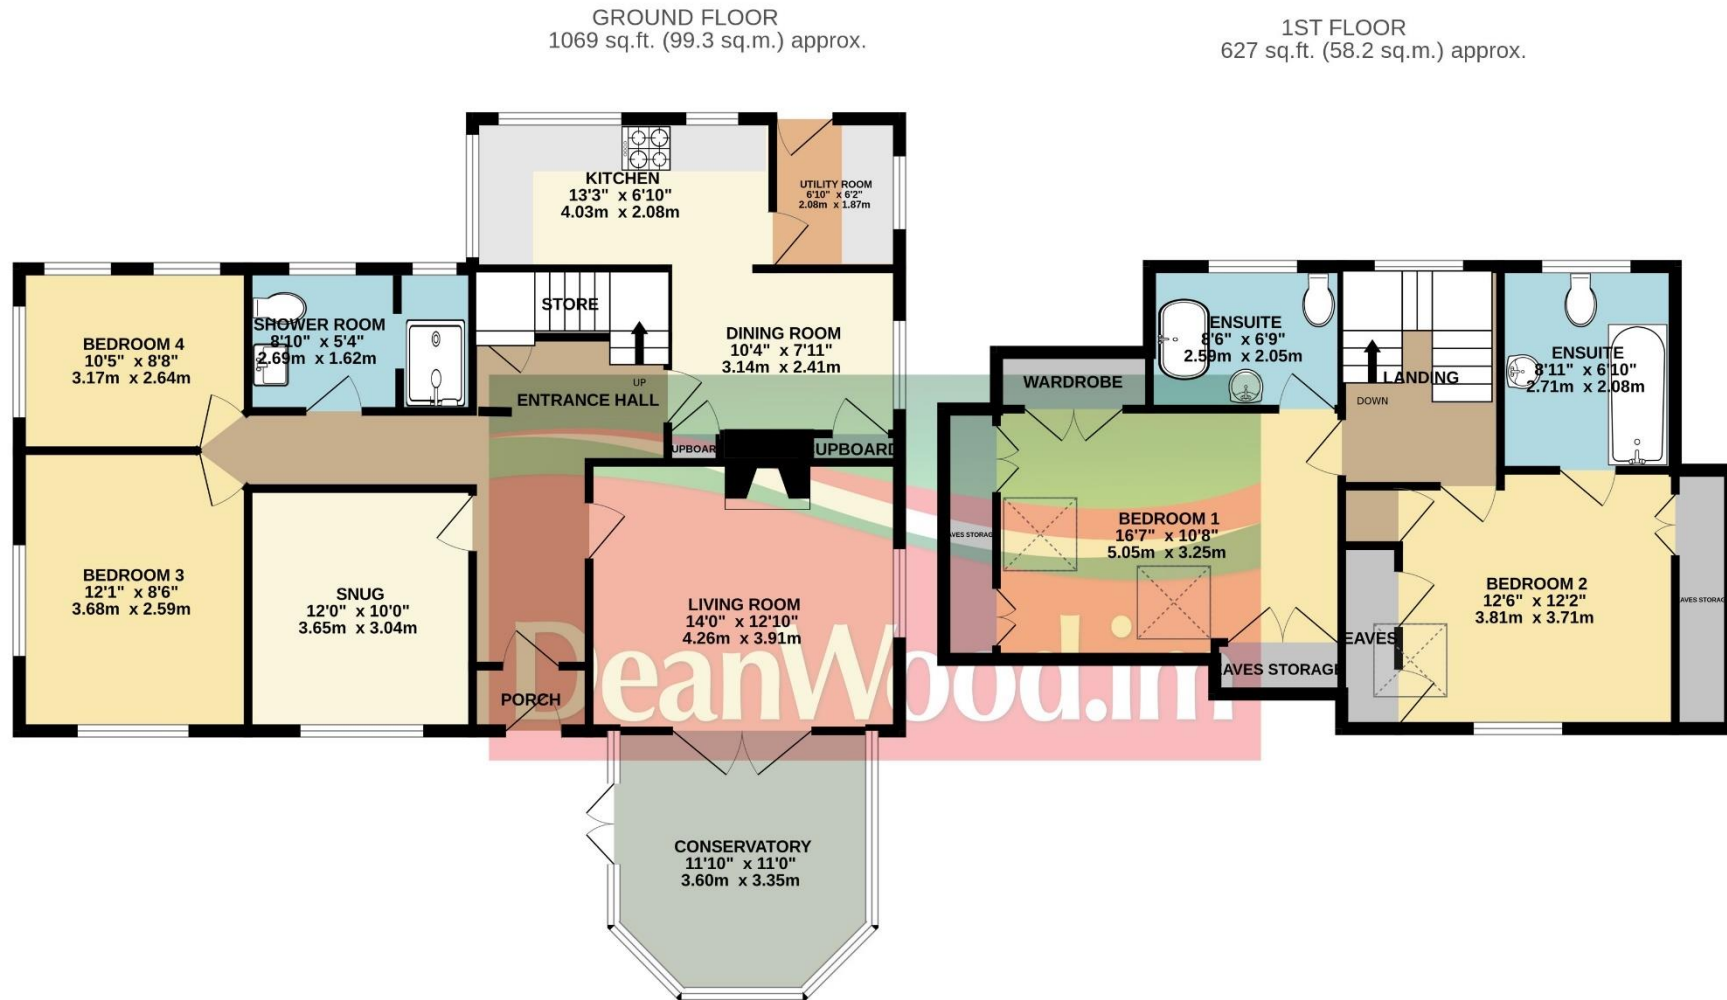 GROUND FLOOR
1069 sq.ft. (99.3 sq.m.) approx.
1ST FLOOR
627 sq.ft. (58.2 sq.m.) approx.
KITCHEN
13'3" x 6'10"
4.03m x 2.08m
UTILITY ROOM
6'10" x 6'2"
2.08m x 1.87m
STORE
BEDROOM 4
10'5" x 8'8"
3.17m x 2.64m
SHOWER ROOM
8'10" x 5'4"
2.69m x 1.62m
DINING ROOM
10'4" x 7'11"
3.14m x 2.41m
UP
ENTRANCE HALL
UPBOAR
UPBOARD
BEDROOM 3
12'1" x 8'6"
3.68m x 2.59m
SNUG
12'0" x 10'0"
3.65m x 3.04m
LIVING ROOM
14'0" x 12'10"
4.26m x 3.91m
PORCH
CONSERVATORY
11'10" x 11'0"
3.60m x 3.35m
ENSUITE
8'6" x 6'9"
2.59m x 2.05m
LANDING
DOWN
ENSUITE
8'11" x 6'10"
2.71m x 2.08m
WARDROBE
AVES STORAG
BEDROOM 1
16'7" x 10'8"
5.05m x 3.25m
AVES STORAGE
EAVES
BEDROOM 2
12'6" x 12'2"
3.81m x 3.71m
AVES STORAG
DeanWood.im